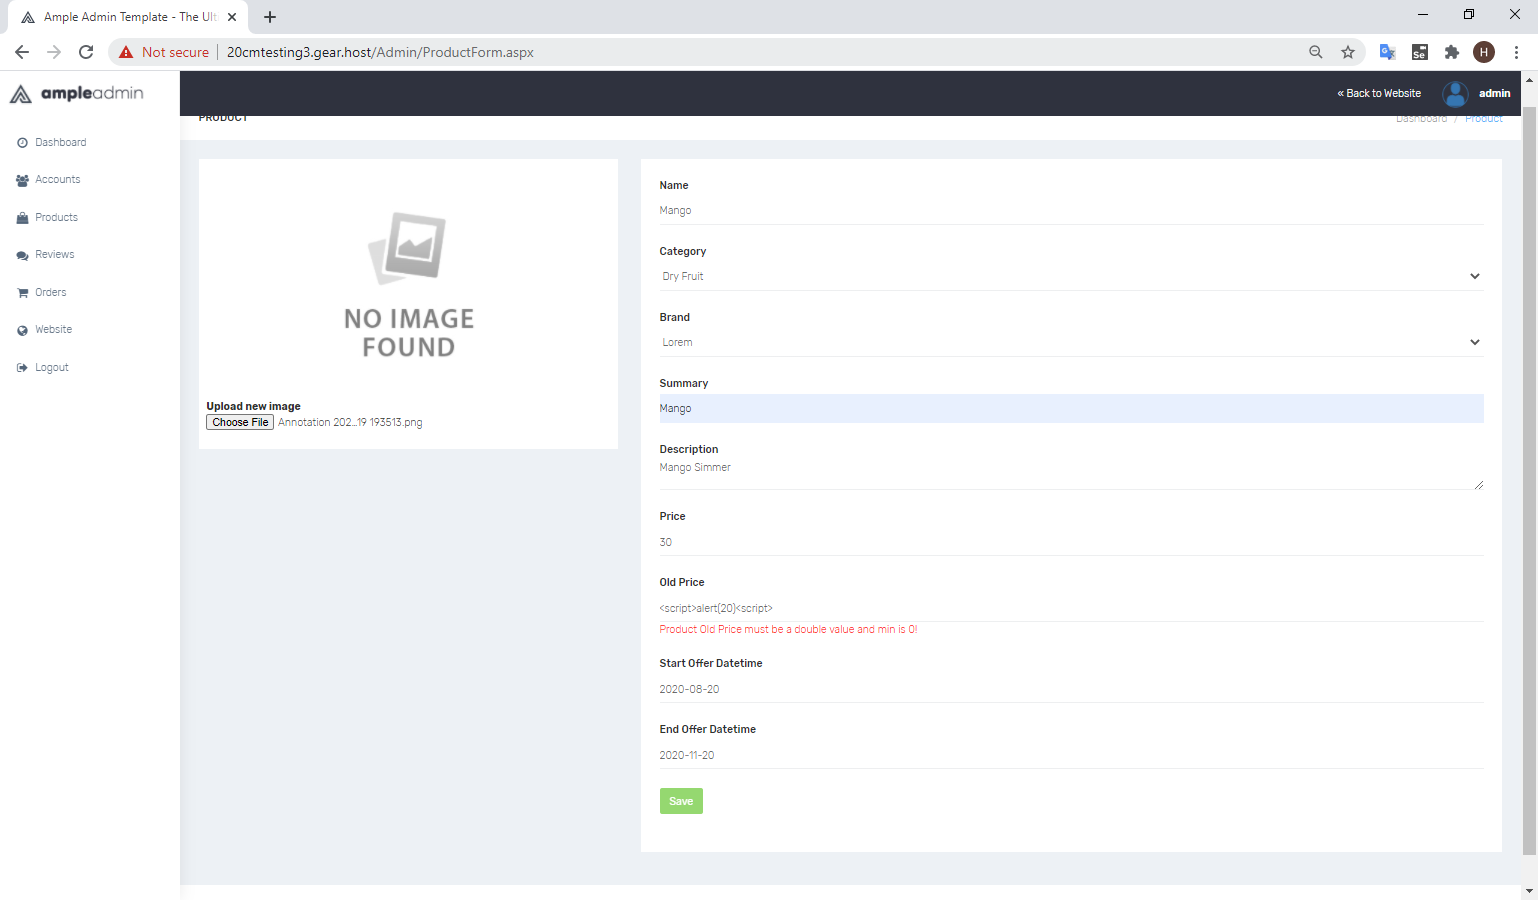 Ample Admin Template - The Ult
Not secure
20cmtesting3.gear.host/Admin/ProductForm.aspx
H
ampleadmin
« Back to Website
admin
PRODUCT
Dashboard / Product
Dashboard
Accounts
Products
Reviews
Orders
Website
Logout
NO IMAGE
FOUND
Upload new image
Choose File Annotation 202...19 193513.png
Name
Mango
Category
Dry Fruit
Brand
Lorem
Summary
Mango
Description
Mango Simmer
Price
30
Old Price
<script>alert(20)<script>
Product Old Price must be a double value and min is 0!
Start Offer Datetime
2020-08-20
End Offer Datetime
2020-11-20
Save